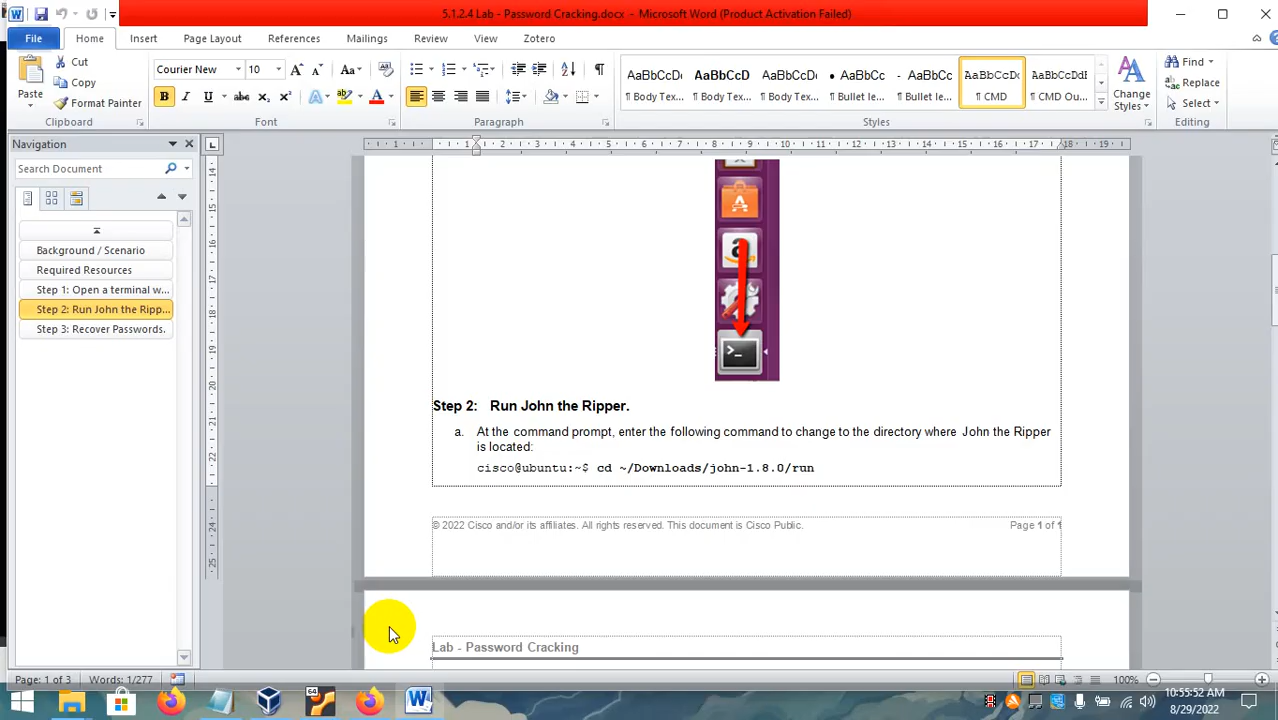 5.1.2.4 Lab - Password Cracking.docx – Microsoft Word (Product Activation Failed)
File Home Insert Page Layout References Mailings Review View Zotero
Paste
Cut
Copy
Format Painter
Clipboard
Courier New 10
Font
Paragraph
AaBbCcDc AaBbCcD AaBbCcDc AaBbCc AaBbCc AaBbCcDc AaBbCcDdE
¶ Body Tex... ¶ Body Tex... ¶ Body Tex... ¶ Bullet le... ¶ Bullet le... ¶ CMD ¶ CMD Ou...
Styles
Change Styles
Find
Replace
Select
Editing
Navigation
Search Document
Background / Scenario
Required Resources
Step 1: Open a terminal w...
Step 2: Run John the Ripp...
Step 3: Recover Passwords.
Step 2: Run John the Ripper.
a. At the command prompt, enter the following command to change to the directory where John the Ripper
is located:
cisco@ubuntu:~$ cd ~/Downloads/john-1.8.0/run
© 2022 Cisco and/or its affiliates. All rights reserved. This document is Cisco Public. Page 1 of 1
Lab - Password Cracking
Page: 1 of 3 Words: 1/277 100%
10:55:52 AM
8/29/2022